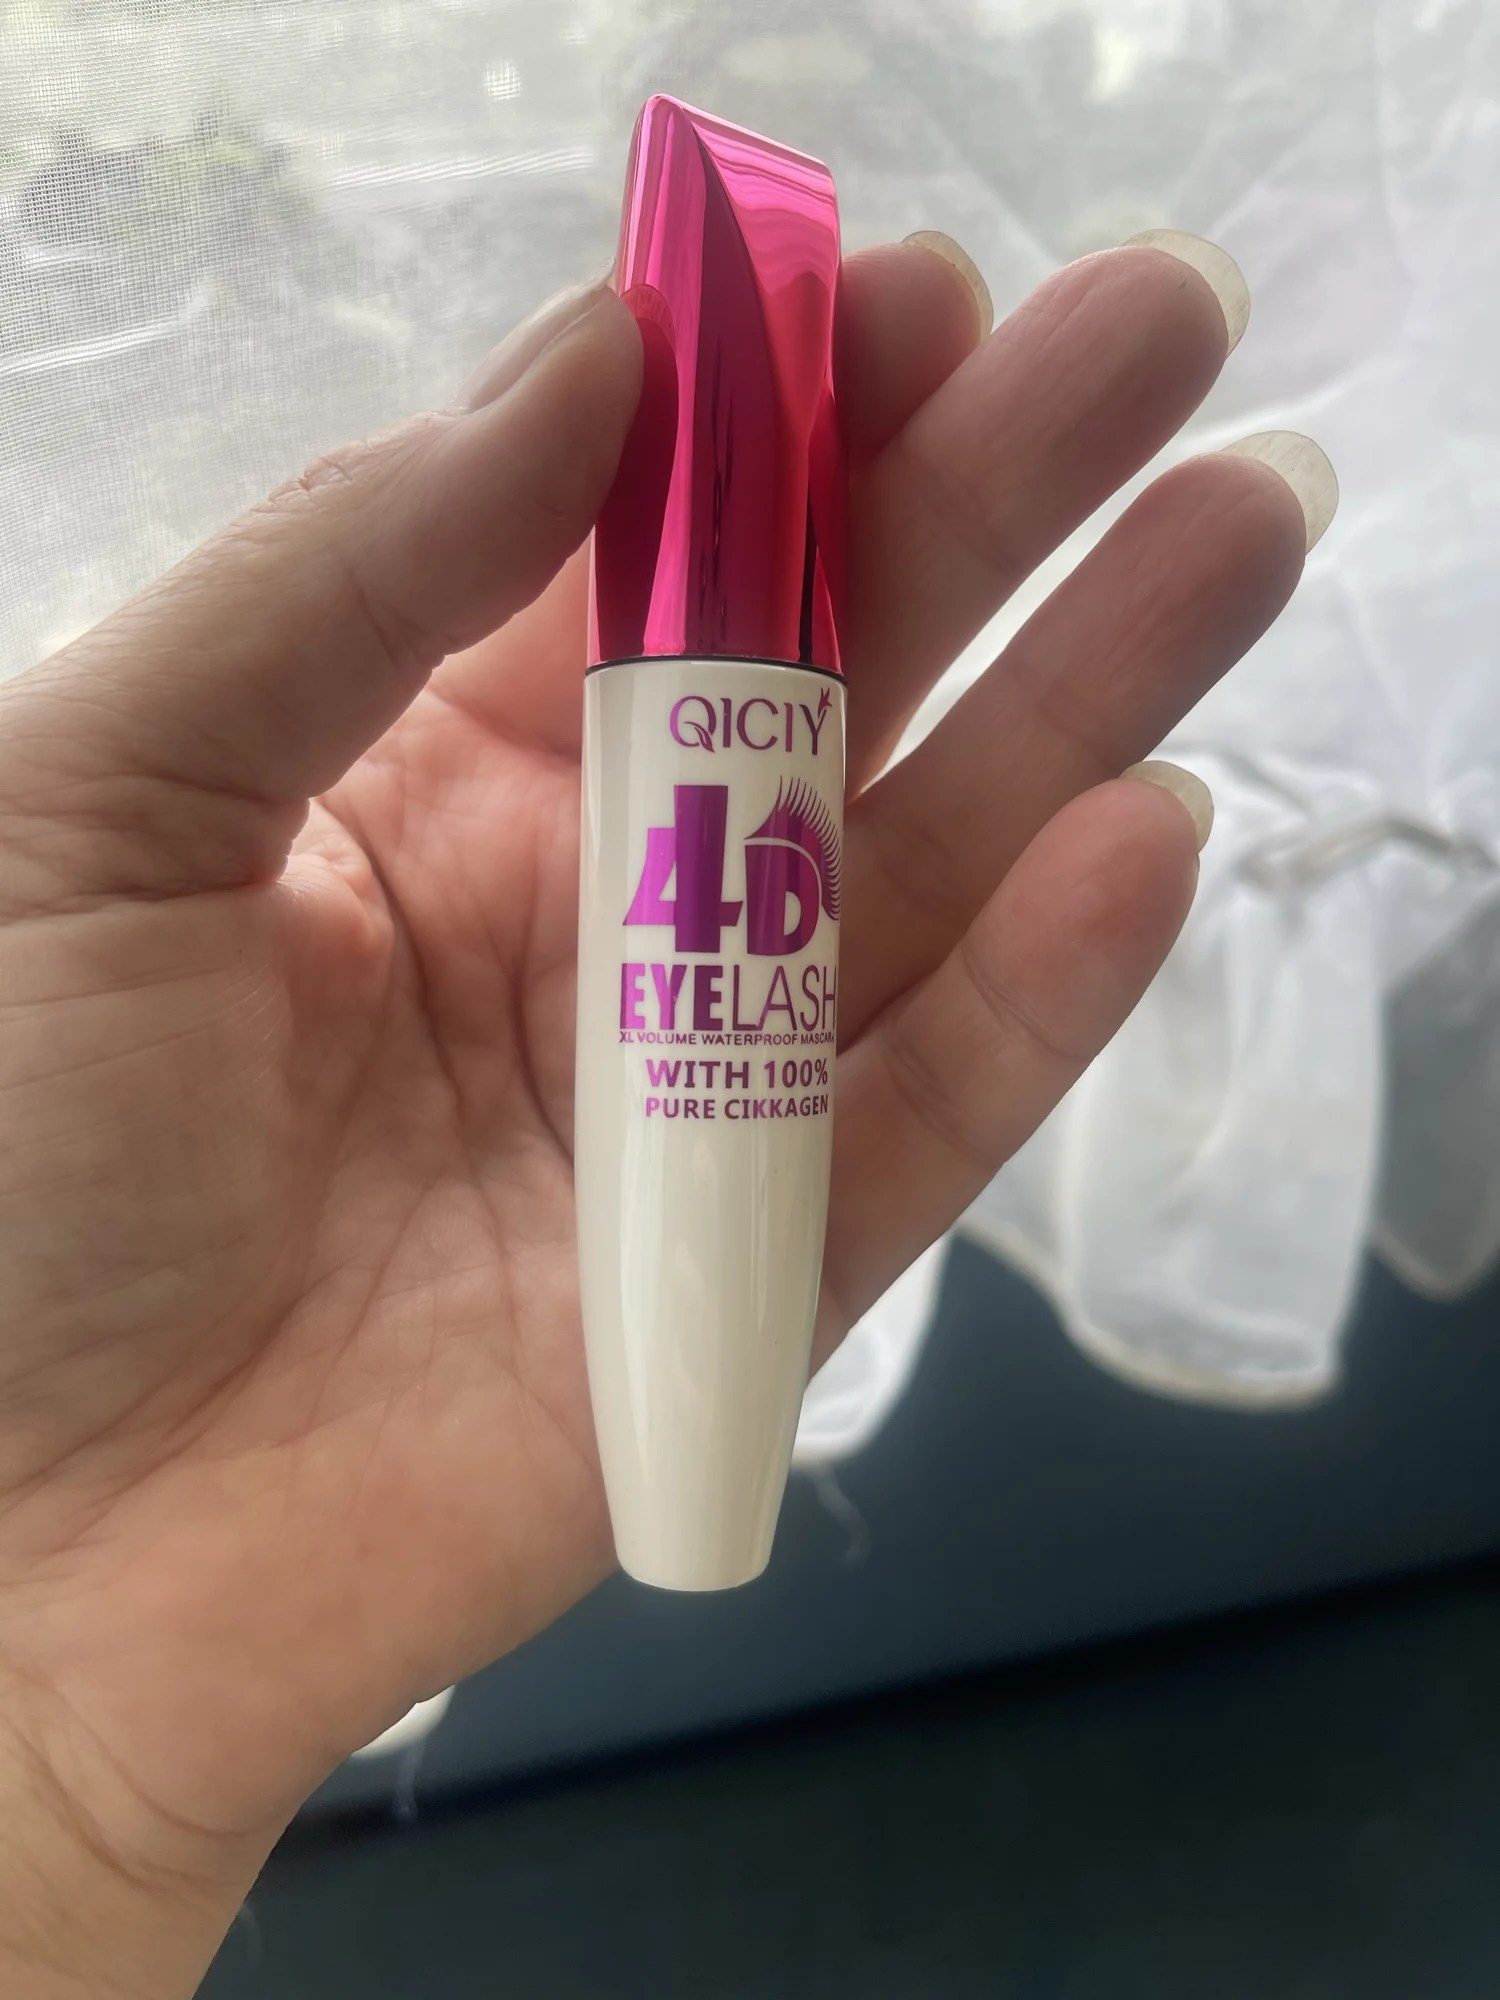 QICIY
4D
EYELASH
XL VOLUME WATERPROOF MASCARA
WITH 100%
PURE CIKKAGEN